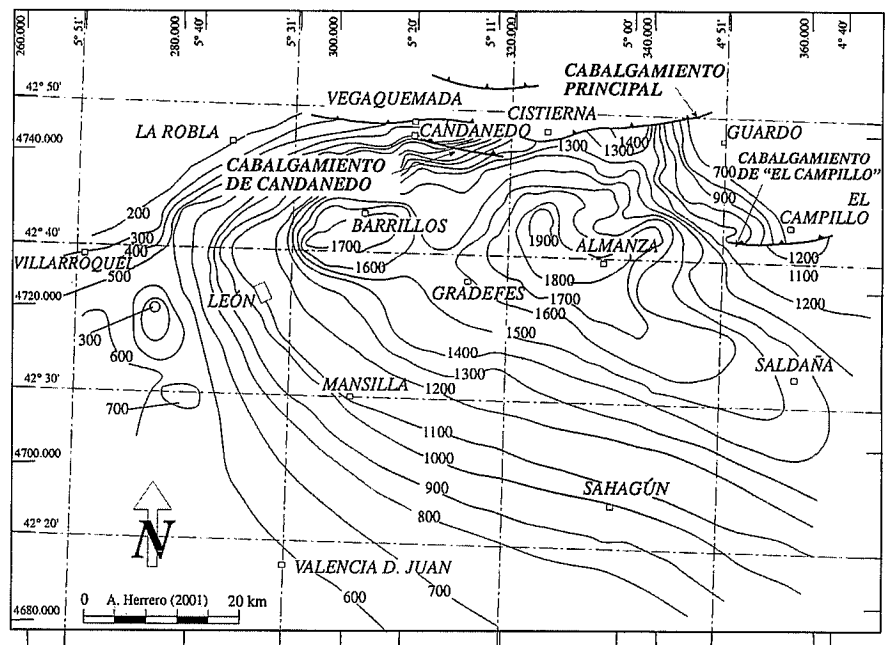 260.000
5° 51'
280.000
5° 40'
5° 31'
300.000
5° 20'
5° 11'
320.000
5° 00'
340.000
4° 51'
360.000
4° 40'
42° 50'
4740.000
42° 40'
4720.000
42° 30'
4700.000
42° 20'
4680.000
CABALGAMIENTO
PRINCIPAL
VEGAQUEMADA
CISTIERNA
LA ROBLA
CANDANEDO
GUARDO
1300
1300
1400
700
900
CABALGAMIENTO
DE CANDANEDO
CABALGAMIENTO
DE "EL CAMPILLO"
EL
CAMPILLO
200
300
400
500
VILLARROQUEL
BARRILLOS
1700
1600
1900
ALMANZA
1800
1700
1600
1500
1200
1100
1200
LEÓN
GRADEFES
300
600
700
1400
1300
1200
MANSILLA
SALDAÑA
1100
1000
900
800
SAHAGÚN
N
VALENCIA D. JUAN
600
700
0 A. Herrero (2001) 20 km